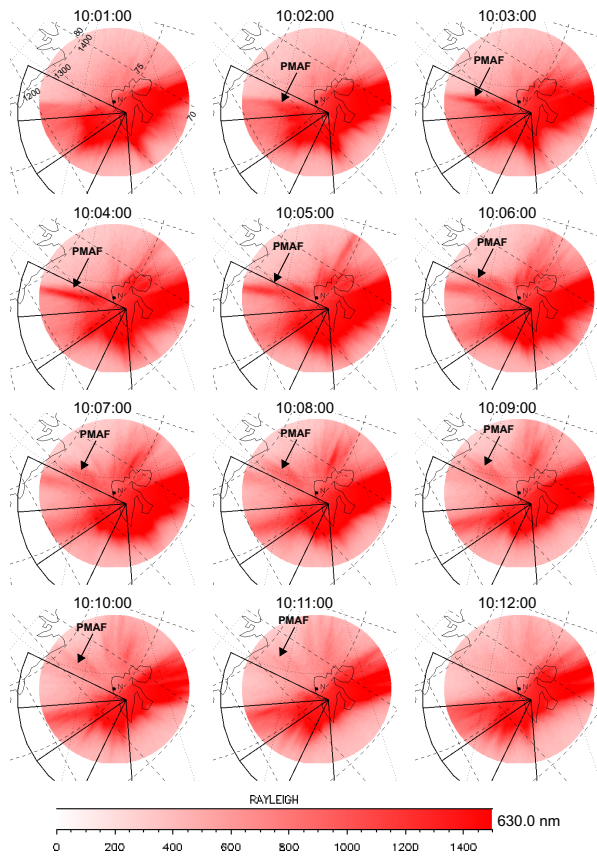 10:01:00 10:02:00 10:03:00
80
1400
1300
75
1200
N
70
PMAF
N
PMAF
N
10:04:00 10:05:00 10:06:00
PMAF
N
PMAF
N
PMAF
N
10:07:00 10:08:00 10:09:00
PMAF
N
PMAF
N
PMAF
N
10:10:00 10:11:00 10:12:00
PMAF
N
PMAF
N
N
RAYLEIGH
630.0 nm
0 200 400 600 800 1000 1200 1400